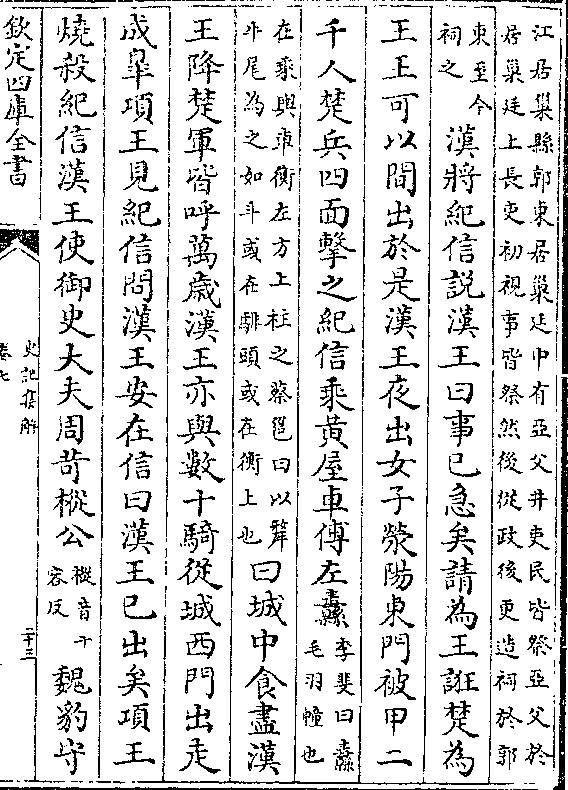 江居巢縣郭東居巢廷中有亞父井吏民皆祭亞父於
居巢廷上長吏初視事皆祭然後從政後更造祠於郭
東至今
祠之
漢將紀信說漢王曰事已急矣請為王誑楚為
王王可以間出於是漢王夜出女子滎陽東門被甲二
千人楚兵四面擊之紀信乘黃屋車傅左纛
李斐曰纛
毛羽幢也
在乘輿車衡左方上柱之蔡邕曰以犛
牛尾為之如斗或在騑頭或在衡上也
曰城中食盡漢
王降楚軍皆呼萬歲漢王亦與數十騎從城西門出走
成臯項王見紀信問漢王安在信曰漢王已出矣項王
燒殺紀信漢王使御史大夫周苛樅公
樅音千
容反
魏豹守
欽定四庫全書
史記集解
卷七
二十三